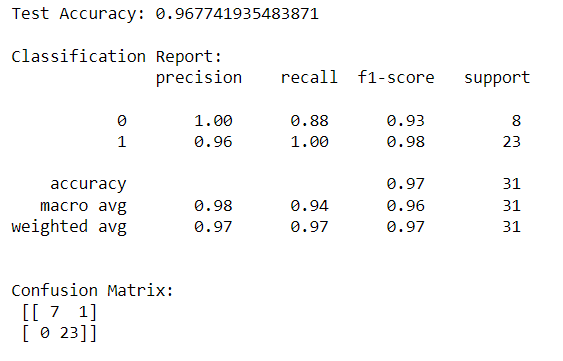 Test Accuracy: 0.967741935483871
Classification Report:
precision recall f1-score support
0 1.00 0.88 0.93 8
1 0.96 1.00 0.98 23
accuracy 0.97 31
macro avg 0.98 0.94 0.96 31
weighted avg 0.97 0.97 0.97 31
Confusion Matrix:
[[ 7 1]
[ 0 23]]